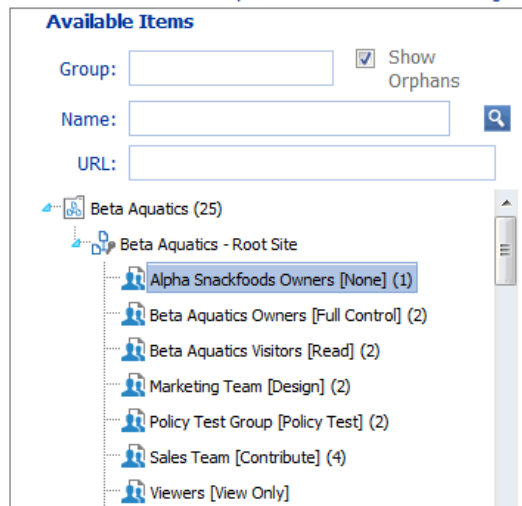 Available Items
Group:
Show
Orphans
Name:
URL:
Beta Aquatics (25)
Beta Aquatics - Root Site
Alpha Snackfoods Owners [None] (1)
Beta Aquatics Owners [Full Control] (2)
Beta Aquatics Visitors [Read] (2)
Marketing Team [Design] (2)
Policy Test Group [Policy Test] (2)
Sales Team [Contribute] (4)
Viewers [View Only]